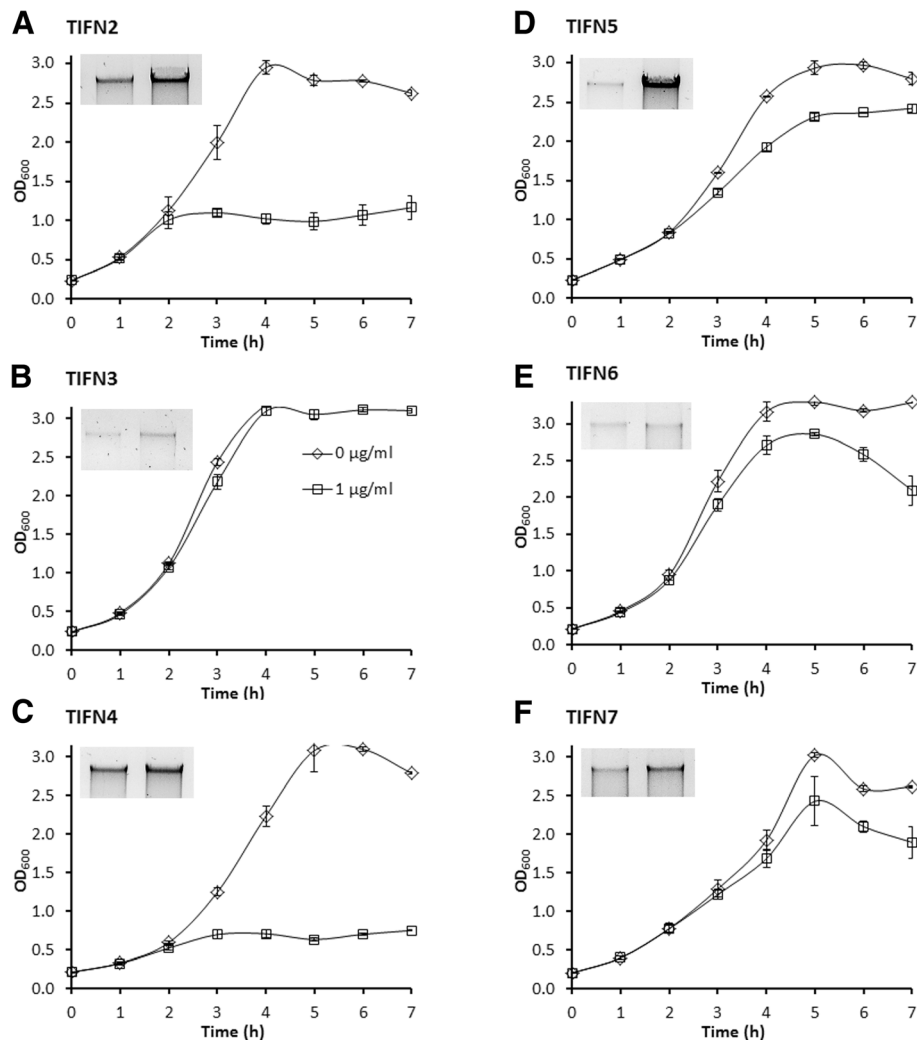 A TIFN2
3.0
2.5
2.0
1.5
1.0
0.5
0.0
OD600
0 1 2 3 4 5 6 7
Time (h)
B TIFN3
3.0
2.5
2.0
1.5
1.0
0.5
0.0
OD600
0 μg/ml
1 μg/ml
0 1 2 3 4 5 6 7
Time (h)
C TIFN4
3.0
2.5
2.0
1.5
1.0
0.5
0.0
OD600
0 1 2 3 4 5 6 7
Time (h)
D TIFN5
3.0
2.5
2.0
1.5
1.0
0.5
0.0
OD600
0 1 2 3 4 5 6 7
Time (h)
E TIFN6
3.0
2.5
2.0
1.5
1.0
0.5
0.0
OD600
0 1 2 3 4 5 6 7
Time (h)
F TIFN7
3.0
2.5
2.0
1.5
1.0
0.5
0.0
OD600
0 1 2 3 4 5 6 7
Time (h)